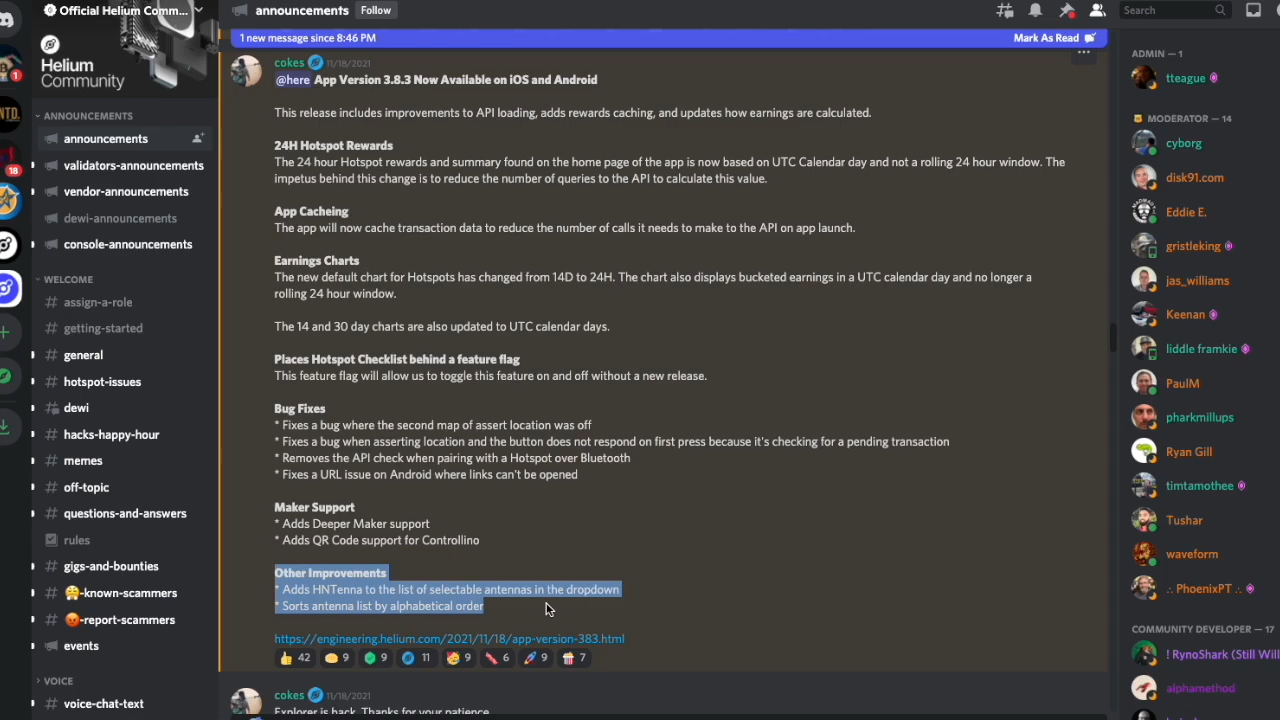 Official Helium Comm...
Helium
Community
ANNOUNCEMENTS
announcements
validators-announcements
vendor-announcements
dewi-announcements
console-announcements
WELCOME
assign-a-role
getting-started
general
hotspot-issues
dewi
hacks-happy-hour
memes
off-topic
questions-and-answers
rules
gigs-and-bounties
-known-scammers
-report-scammers
events
VOICE
voice-chat-text
1
18
announcements
Follow
Search
1 new message since 8:46 PM
Mark As Read
cokes 11/18/2021
@here App Version 3.8.3 Now Available on iOS and Android
This release includes improvements to API loading, adds rewards caching, and updates how earnings are calculated.
24H Hotspot Rewards
The 24 hour Hotspot rewards and summary found on the home page of the app is now based on UTC Calendar day and not a rolling 24 hour window. The
impetus behind this change is to reduce the number of queries to the API to calculate this value.
App Cacheing
The app will now cache transaction data to reduce the number of calls it needs to make to the API on app launch.
Earnings Charts
The new default chart for Hotspots has changed from 14D to 24H. The chart also displays bucketed earnings in a UTC calendar day and no longer a
rolling 24 hour window.
The 14 and 30 day charts are also updated to UTC calendar days.
Places Hotspot Checklist behind a feature flag
This feature flag will allow us to toggle this feature on and off without a new release.
Bug Fixes
* Fixes a bug where the second map of assert location was off
* Fixes a bug when asserting location and the button does not respond on first press because it's checking for a pending transaction
* Removes the API check when pairing with a Hotspot over Bluetooth
* Fixes a URL issue on Android where links can't be opened
Maker Support
* Adds Deeper Maker support
* Adds QR Code support for Controllino
Other Improvements
* Adds HNTenna to the list of selectable antennas in the dropdown
* Sorts antenna list by alphabetical order
https://engineering.helium.com/2021/11/18/app-version-383.html
42 9 9 11 9 6 9 7
cokes 11/18/2021
Explorer is back. Thanks for your patience
ADMIN — 1
tteague
MODERATOR — 14
cyborg
disk91.com
Eddie E.
gristleking
jas_williams
Keenan
liddle framkie
PaulM
pharkmillups
Ryan Gill
timtamothee
Tushar
waveform
∴ PhoenixPT ∴
COMMUNITY DEVELOPER — 17
! RynoShark (Still Wil
alphamethod